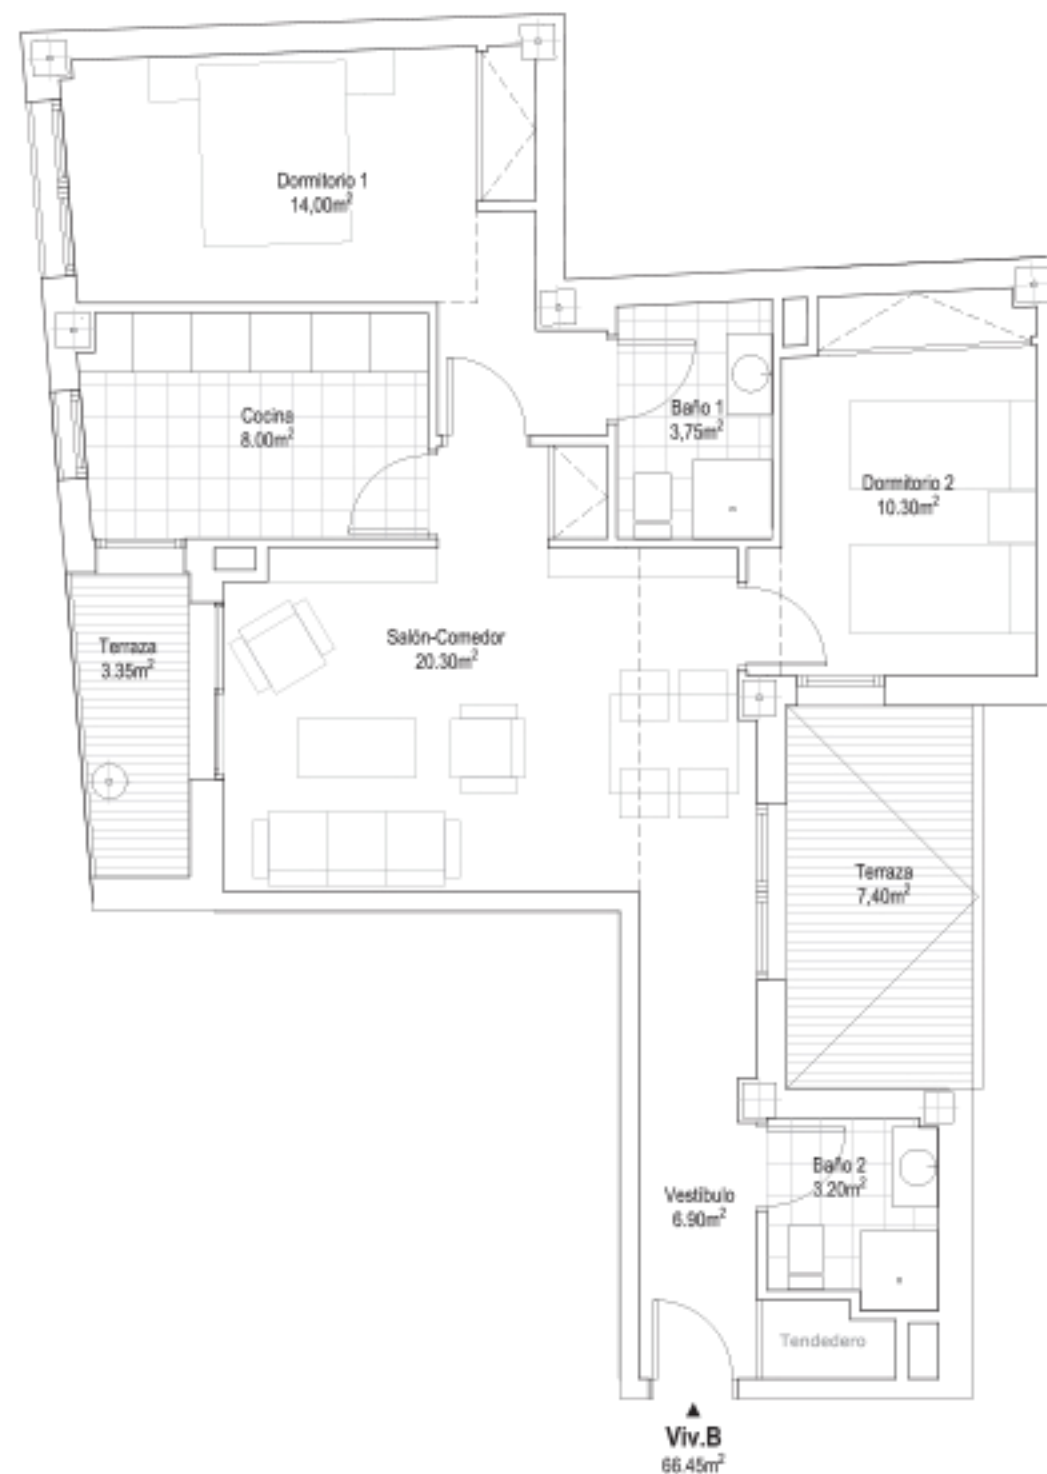 Dormitorio 1
14,00m²
Cocina
8.00m²
Baño 1
3,75m²
Dormitorio 2
10.30m²
Terraza
3.35m²
Salón-Comedor
20.30m²
Terraza
7,40m²
Baño 2
3.20m²
Vestíbulo
6.90m²
Tendedero
Viv.B
66.45m²